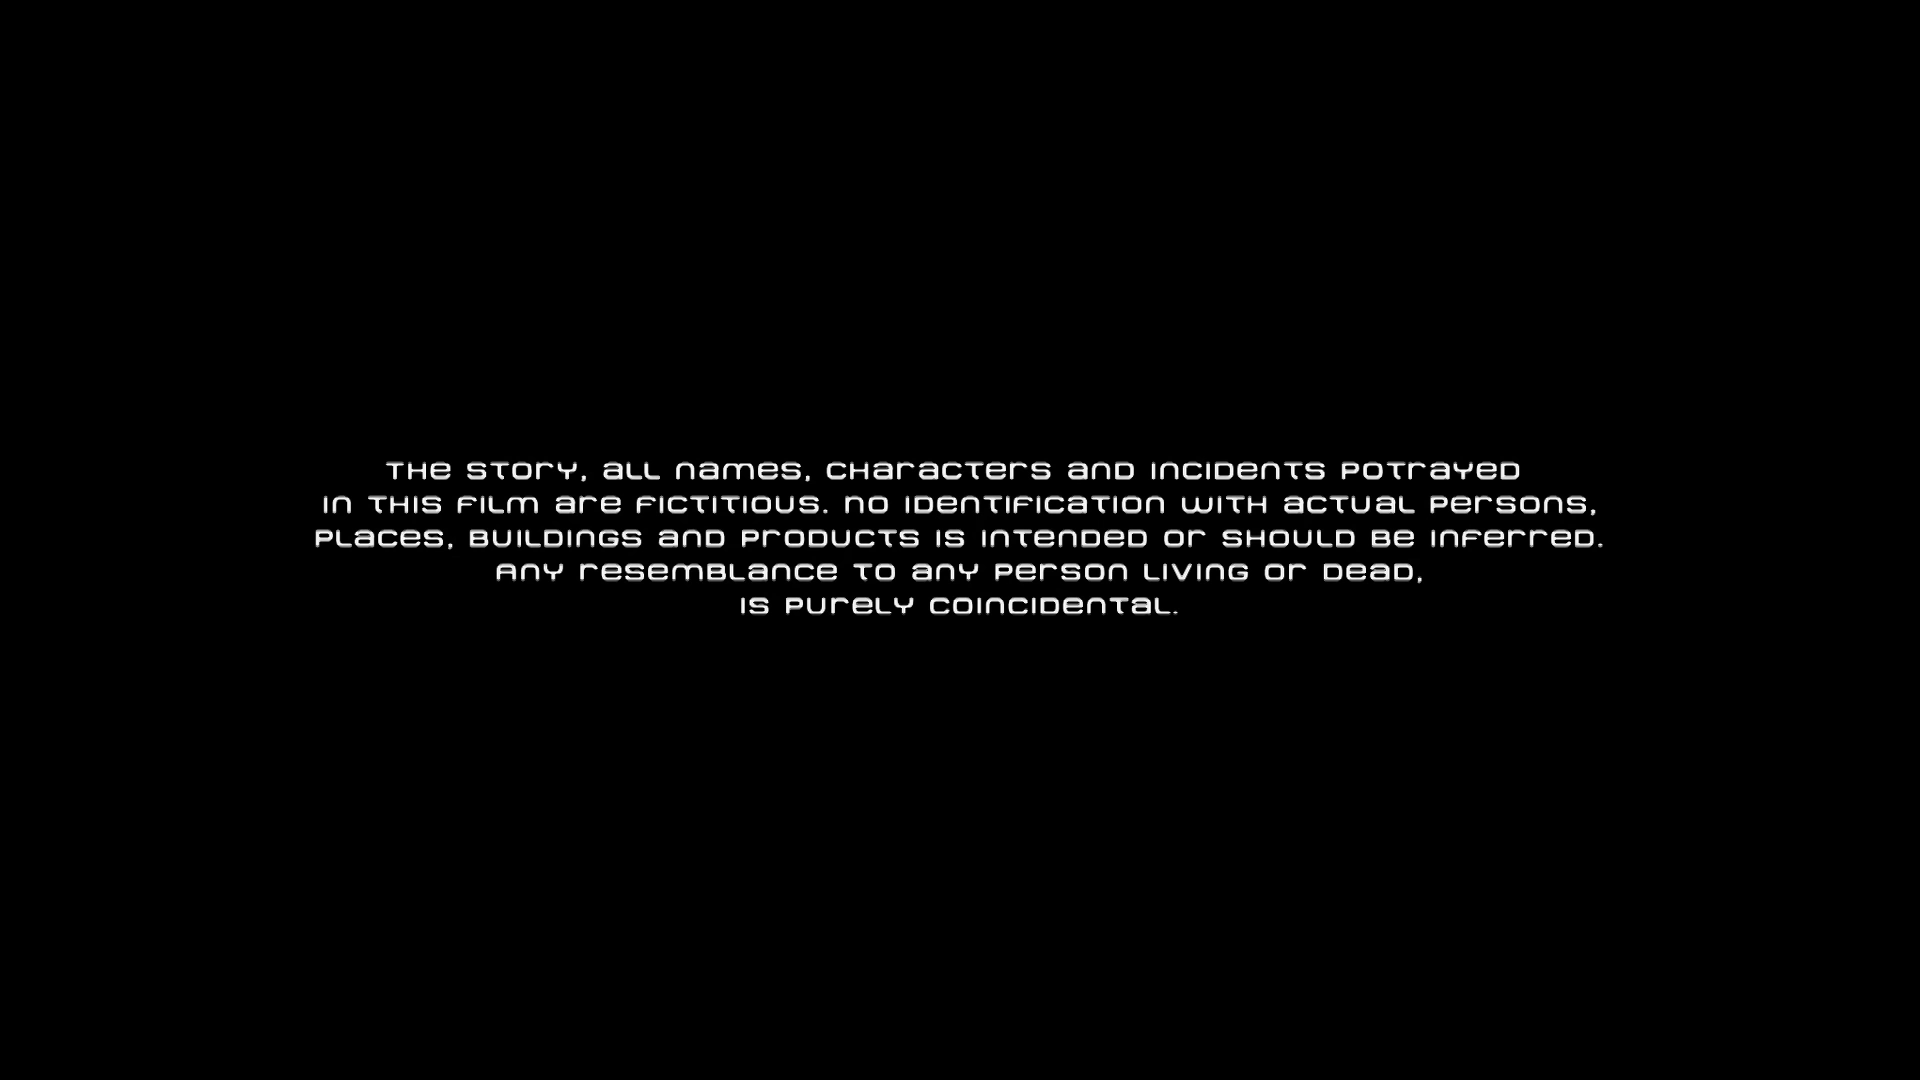 THE STORY, ALL NAMES, CHARACTERS AND INCIDENTS POTRAYED
IN THIS FILM ARE FICTITIOUS. NO IDENTIFICATION WITH ACTUAL PERSONS,
PLACES, BUILDINGS AND PRODUCTS IS INTENDED OR SHOULD BE INFERRED.
ANY RESEMBLANCE TO ANY PERSON LIVING OR DEAD,
IS PURELY COINCIDENTAL.